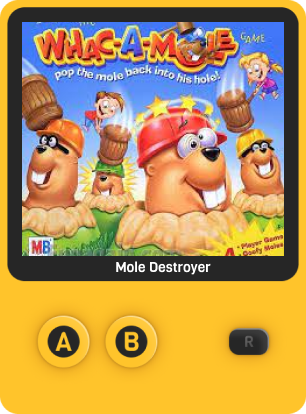 THE
WHAC-A-MOLE
GAME
pop the mole back into his hole!
MB
4-Player Game
Goofy Moles
Mole Destroyer
A
B
R